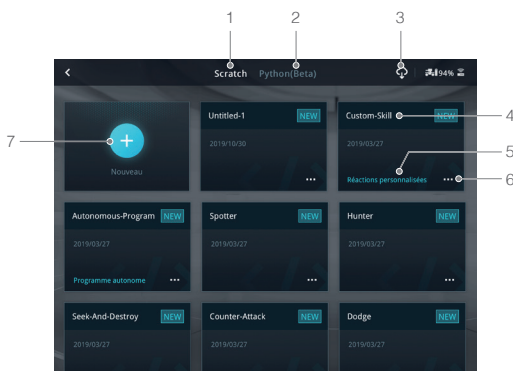 1 2 3
Scratch Python(Beta) 94%
Untitled-1 NEW Custom-Skill NEW 4
2019/10/30 2019/03/27
7 +
5
Nouveau Réactions personnalisées 6
Autonomous-Program NEW Spotter NEW Hunter NEW
2019/03/27 2019/03/27 2019/03/27
Programme autonome
Seek-And-Destroy NEW Counter-Attack NEW Dodge NEW
2019/03/27 2019/03/27 2019/03/27